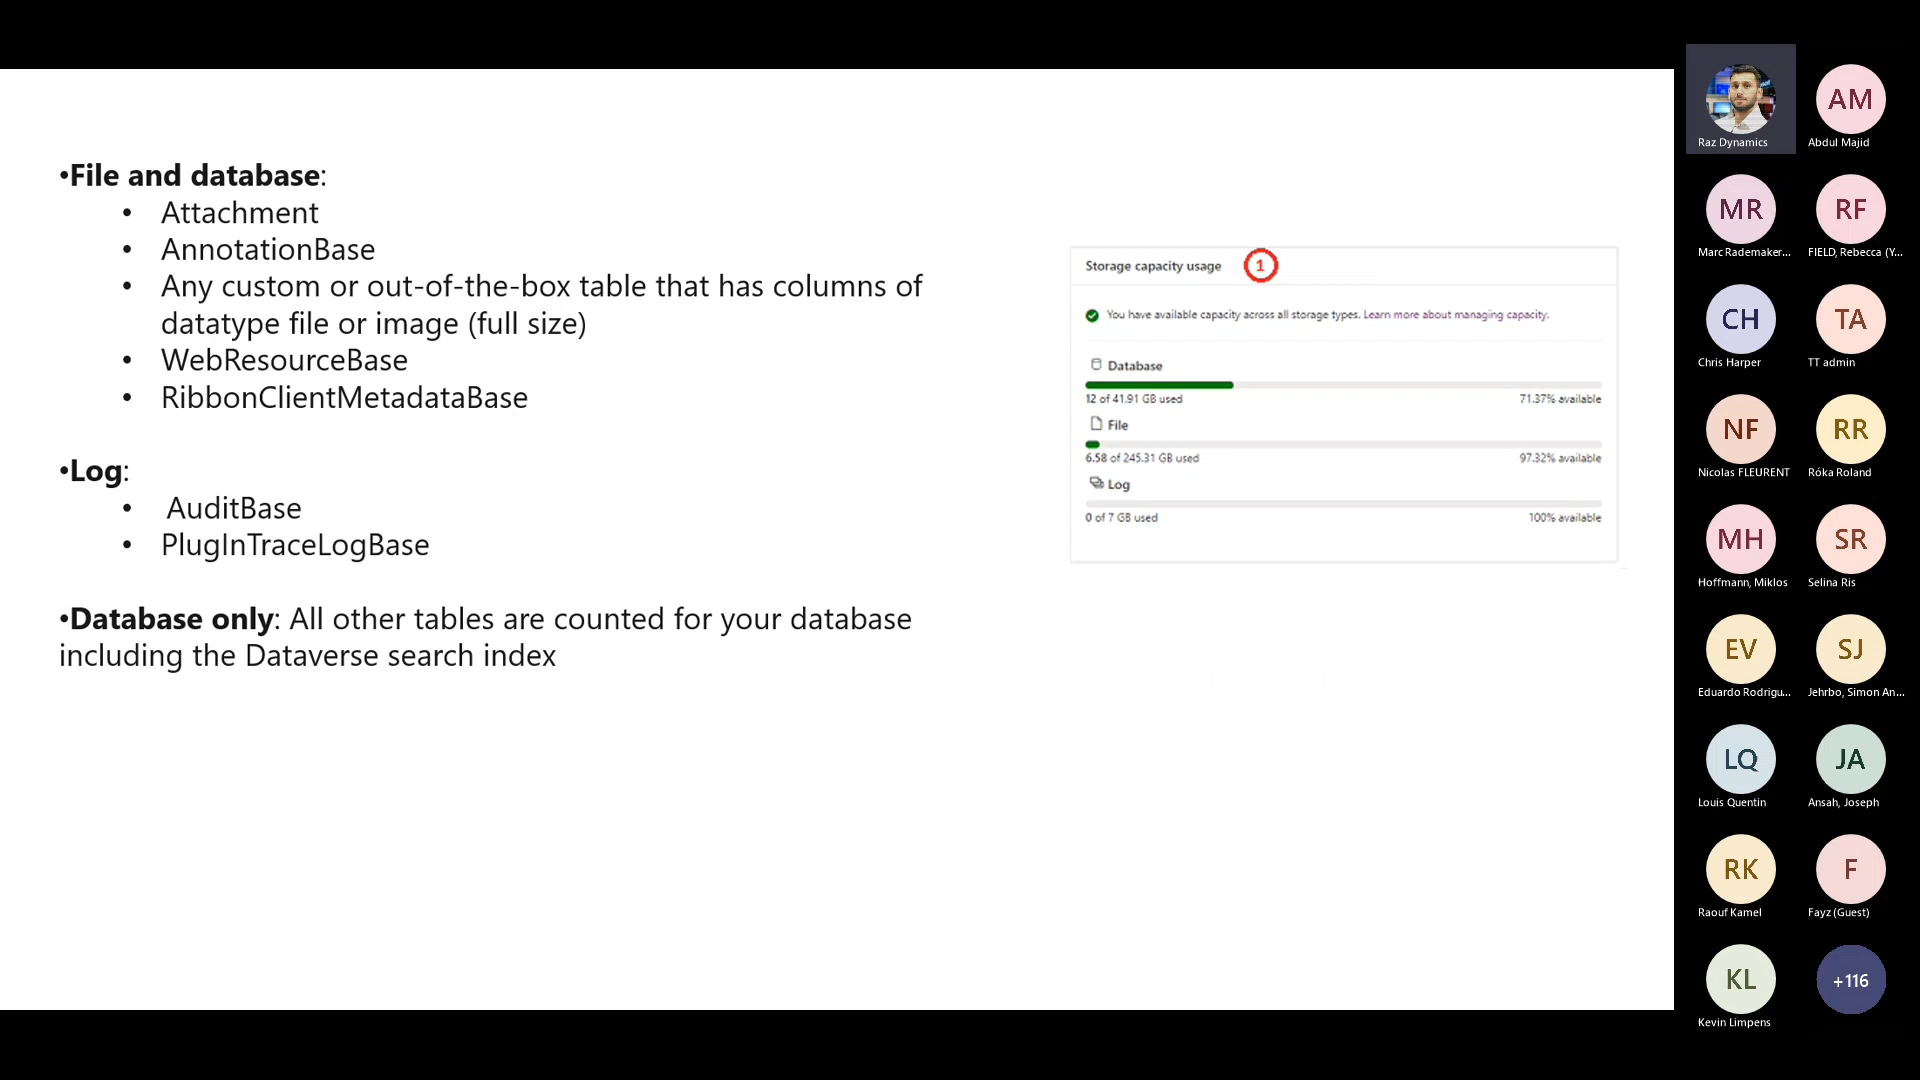 •File and database:
• Attachment
• AnnotationBase
• Any custom or out-of-the-box table that has columns of
datatype file or image (full size)
• WebResourceBase
• RibbonClientMetadataBase
•Log:
• AuditBase
• PlugInTraceLogBase
•Database only: All other tables are counted for your database
including the Dataverse search index
Storage capacity usage 1
You have available capacity across all storage types. Learn more about managing capacity.
Database
12 of 41.91 GB used 71.37% available
File
6.58 of 245.31 GB used 97.32% available
Log
0 of 7 GB used 100% available
AM
Raz Dynamics Abdul Majid
MR RF
Marc Rademaker... FIELD, Rebecca (Y...
CH TA
Chris Harper TT admin
NF RR
Nicolas FLEURENT Róka Roland
MH SR
Hoffmann, Miklos Selina Ris
EV SJ
Eduardo Rodrigu... Jehrbo, Simon An...
LQ JA
Louis Quentin Ansah, Joseph
RK F
Raouf Kamel Fayz (Guest)
KL +116
Kevin Limpens